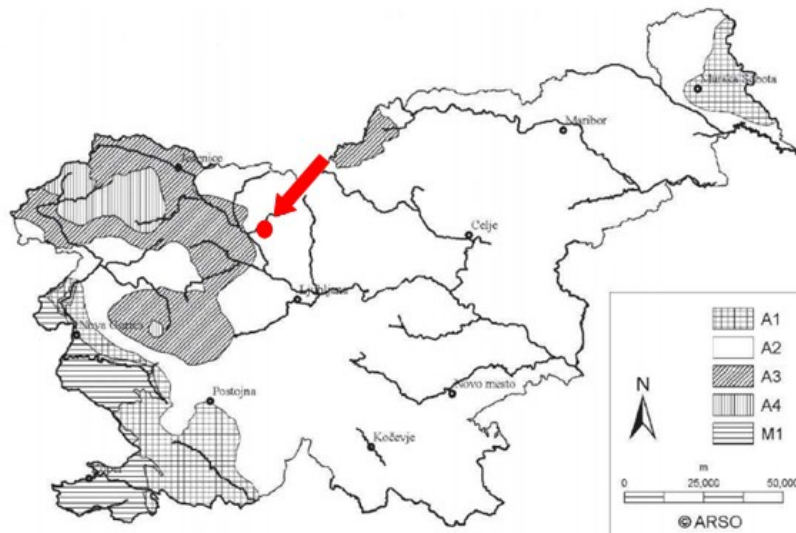 Murska Sobota
Maribor
Jesenice
Celje
Ljubljana
Nova Gorica
Postojna
Novo mesto
Kočevje
A1
A2
A3
A4
M1
N
m
0 25,000 50,000
© ARSO